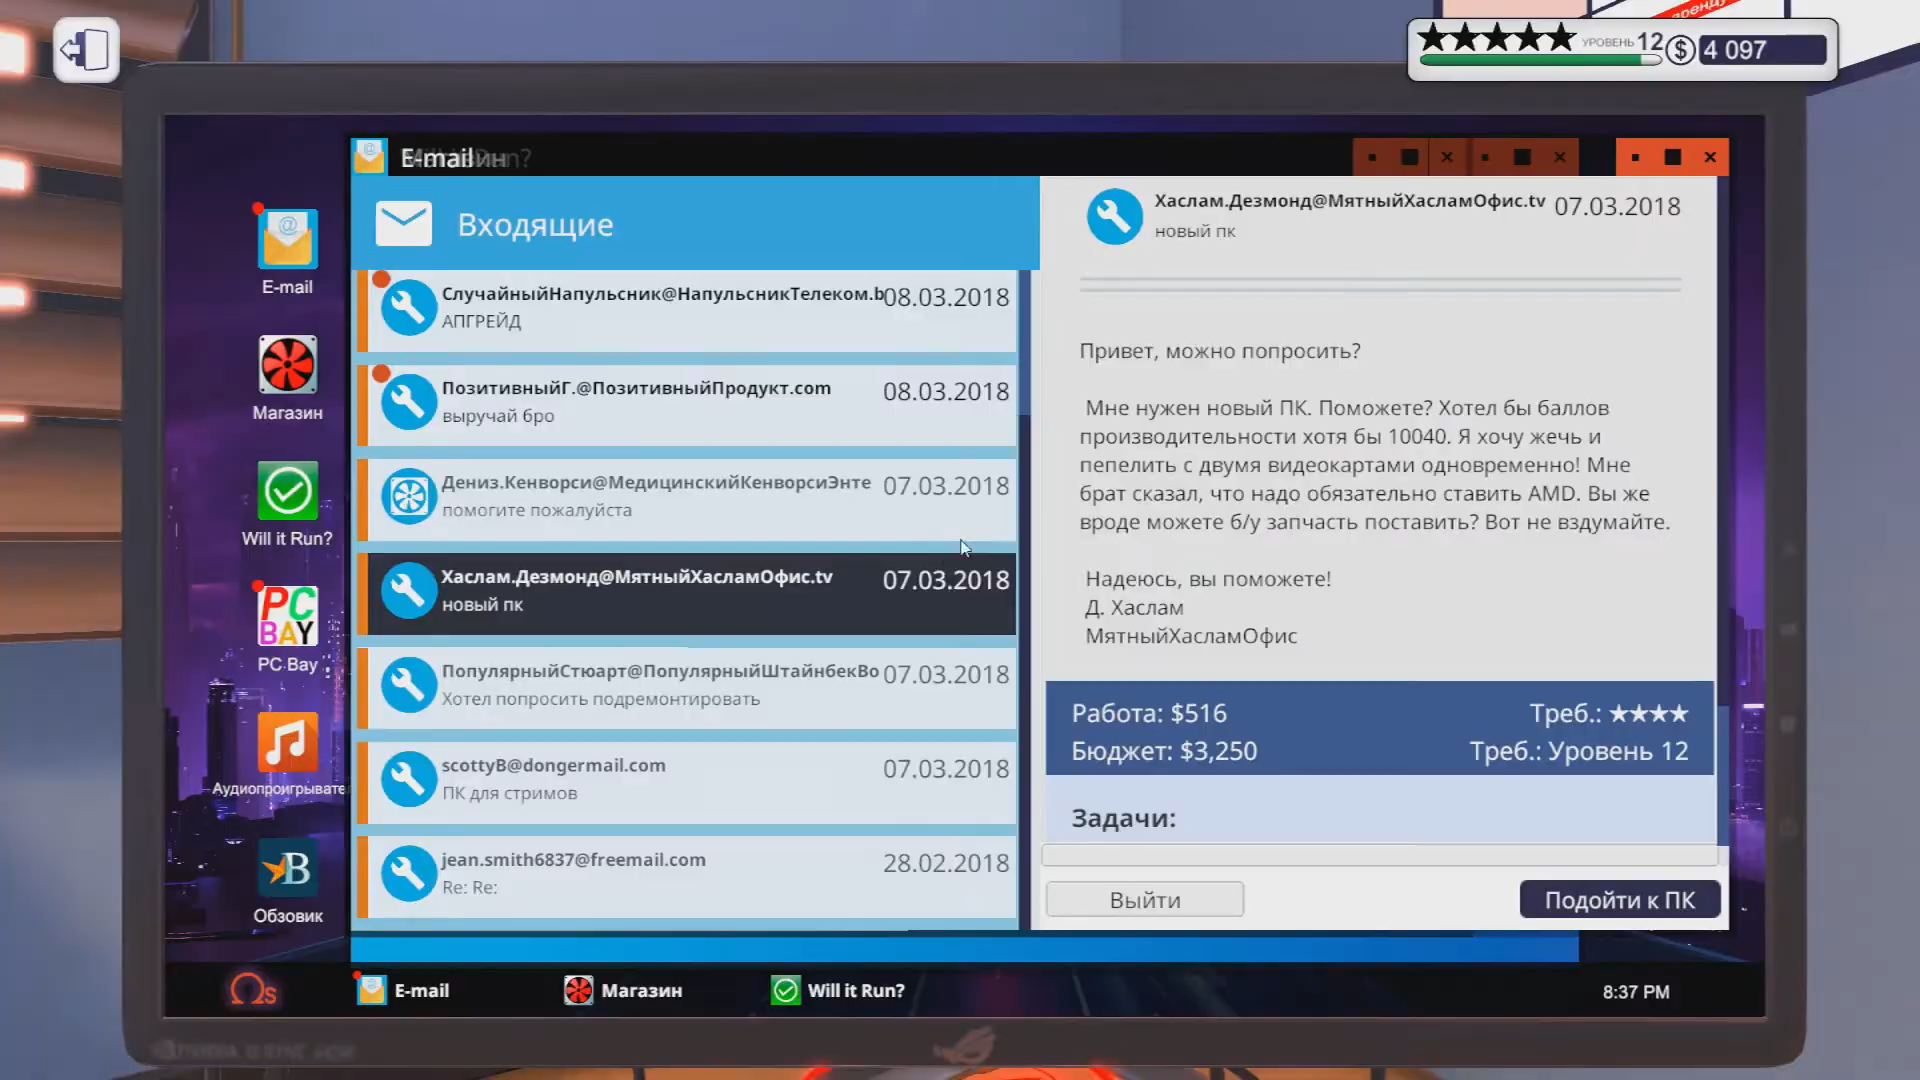 аренду
УРОВЕНЬ 12
$ 4 097
E-mail
Входящие
СлучайныйНапульсник@НапульсникТелеком.b
08.03.2018
АПГРЕЙД
ПозитивныйГ.@ПозитивныйПродукт.com
08.03.2018
выручай бро
Дениз.Кенворси@МедицинскийКенворсиЭнте
07.03.2018
помогите пожалуйста
Хаслам.Дезмонд@МятныйХасламОфис.tv
07.03.2018
новый пк
ПопулярныйСтюарт@ПопулярныйШтайнбекВо
07.03.2018
Хотел попросить подремонтировать
scottyB@dongermail.com
07.03.2018
ПК для стримов
jean.smith6837@freemail.com
28.02.2018
Re: Re:
Хаслам.Дезмонд@МятныйХасламОфис.tv
07.03.2018
новый пк
Привет, можно попросить?
Мне нужен новый ПК. Поможете? Хотел бы баллов
производительности хотя бы 10040. Я хочу жечь и
пепелить с двумя видеокартами одновременно! Мне
брат сказал, что надо обязательно ставить AMD. Вы же
вроде можете б/у запчасть поставить? Вот не вздумайте.
Надеюсь, вы поможете!
Д. Хаслам
МятныйХасламОфис
Работа: $516
Треб.: ★★★★
Бюджет: $3,250
Треб.: Уровень 12
Задачи:
Выйти
Подойти к ПК
E-mail
Магазин
Will it Run?
PC BAY
PC Bay
Аудиопроигрывате
B
Обзовик
Ωs
E-mail
Магазин
Will it Run?
8:37 PM